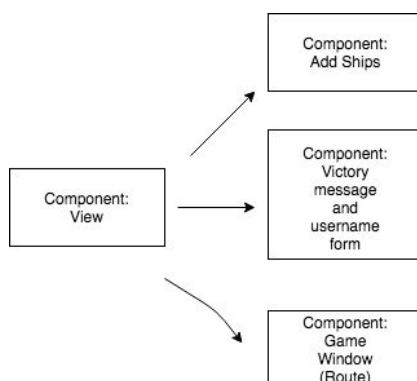 Component:
Add Ships
Component:
View
Component:
Victory
message
and
username
form
Component:
Game
Window
(Route)